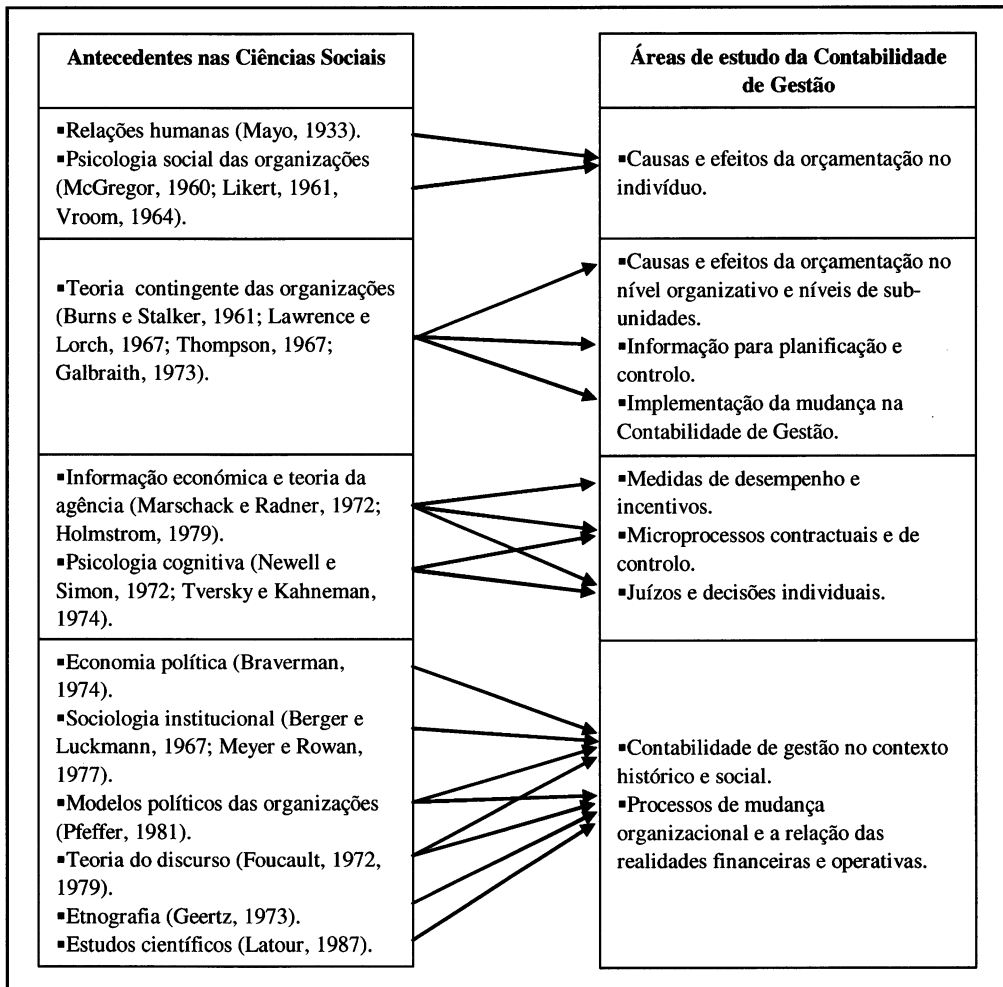 Antecedentes nas Ciências Sociais
▪Relações humanas (Mayo, 1933).
▪Psicologia social das organizações
(McGregor, 1960; Likert, 1961,
Vroom, 1964).
▪Teoria contingente das organizações
(Burns e Stalker, 1961; Lawrence e
Lorch, 1967; Thompson, 1967;
Galbraith, 1973).
▪Informação económica e teoria da
agência (Marschack e Radner, 1972;
Holmstrom, 1979).
▪Psicologia cognitiva (Newell e
Simon, 1972; Tversky e Kahneman,
1974).
▪Economia política (Braverman,
1974).
▪Sociologia institucional (Berger e
Luckmann, 1967; Meyer e Rowan,
1977).
▪Modelos políticos das organizações
(Pfeffer, 1981).
▪Teoria do discurso (Foucault, 1972,
1979).
▪Etnografia (Geertz, 1973).
▪Estudos científicos (Latour, 1987).
Áreas de estudo da Contabilidade
de Gestão
▪Causas e efeitos da orçamentação no
indivíduo.
▪Causas e efeitos da orçamentação no
nível organizativo e níveis de sub-
unidades.
▪Informação para planificação e
controlo.
▪Implementação da mudança na
Contabilidade de Gestão.
▪Medidas de desempenho e
incentivos.
▪Microprocessos contractuais e de
controlo.
▪Juízos e decisões individuais.
▪Contabilidade de gestão no contexto
histórico e social.
▪Processos de mudança
organizacional e a relação das
realidades financeiras e operativas.